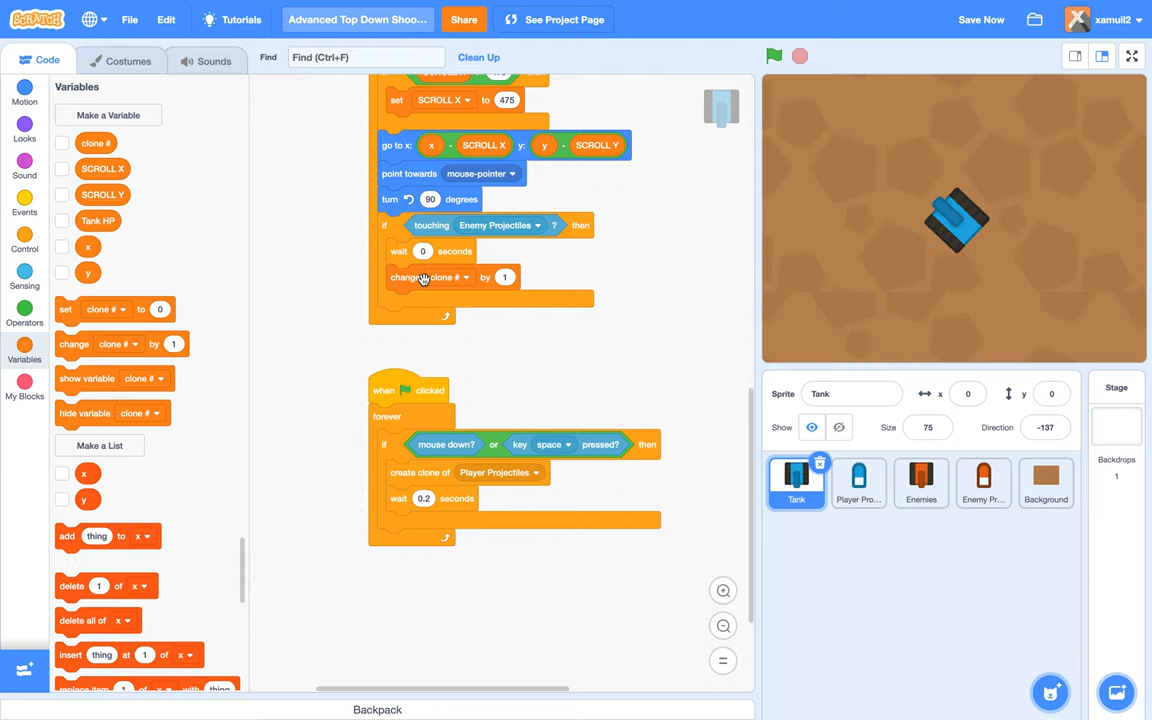 SCRATCH File Edit Tutorials Advanced Top Down Shoo... Share See Project Page Save Now xamuil2
Code Costumes Sounds Find Find (Ctrl+F) Clean Up
Motion
Looks
Sound
Events
Control
Sensing
Operators
Variables
My Blocks
Variables
Make a Variable
clone #
SCROLL X
SCROLL Y
Tank HP
x
y
set clone # to 0
change clone # by 1
show variable clone #
hide variable clone #
Make a List
x
y
add thing to x
delete 1 of x
delete all of x
insert thing at 1 of x
replace item 1 of x with thing
set SCROLL X to 475
go to x: x - SCROLL X y: y - SCROLL Y
point towards mouse-pointer
turn 90 degrees
if touching Enemy Projectiles ? then
wait 0 seconds
change clone # by 1
when clicked
forever
if mouse down? or key space pressed? then
create clone of Player Projectiles
wait 0.2 seconds
Sprite Tank x 0 y 0
Show Size 75 Direction -137
Tank Player Pro... Enemies Enemy Pr... Background
Stage
Backdrops
1
Backpack